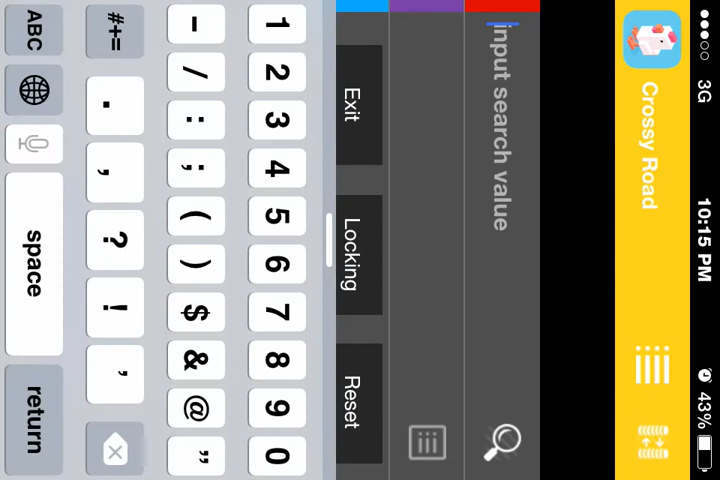 3G 10:15 PM 43%
Crossy Road
input search value
Exit Locking Reset
1 2 3 4 5 6 7 8 9 0
- / : ; ( ) $ & @ "
#+= . , ? ! '
ABC space return